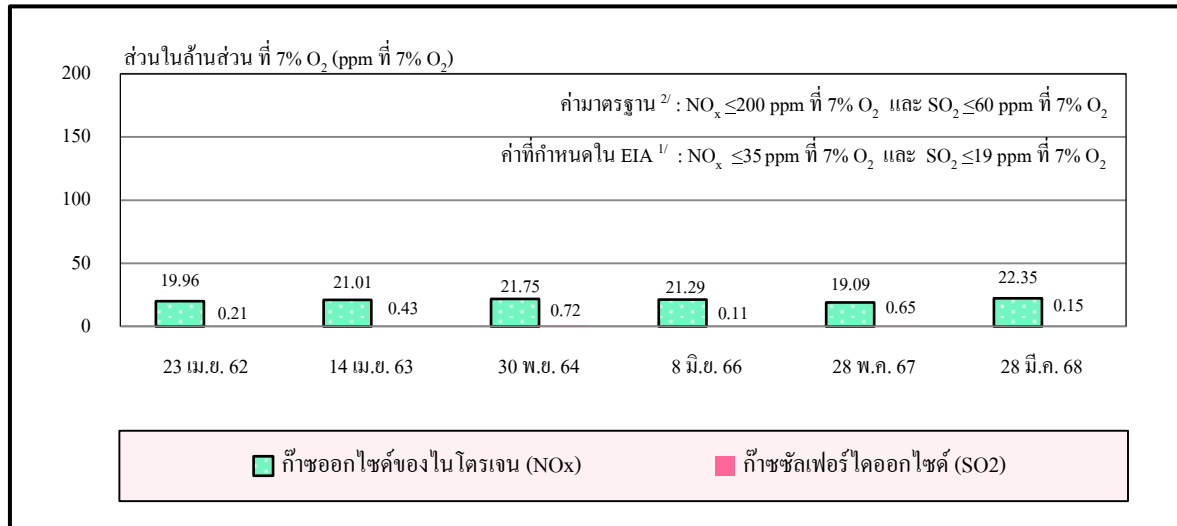 ส่วนในล้านส่วน ที่ 7% O2 (ppm ที่ 7% O2)
200
ค่ามาตรฐาน 2/ : NOx ≤200 ppm ที่ 7% O2 และ SO2 ≤60 ppm ที่ 7% O2
150
ค่าที่กำหนดใน EIA 1/ : NOx ≤35 ppm ที่ 7% O2 และ SO2 ≤19 ppm ที่ 7% O2
100
50
19.96 21.01 21.75 21.29 19.09 22.35
0.21 0.43 0.72 0.11 0.65 0.15
0
23 เม.ย. 62 14 เม.ย. 63 30 พ.ย. 64 8 มิ.ย. 66 28 พ.ค. 67 28 มี.ค. 68
ก๊าซออกไซด์ของไนโตรเจน (NOx) ก๊าซซัลเฟอร์ไดออกไซด์ (SO2)